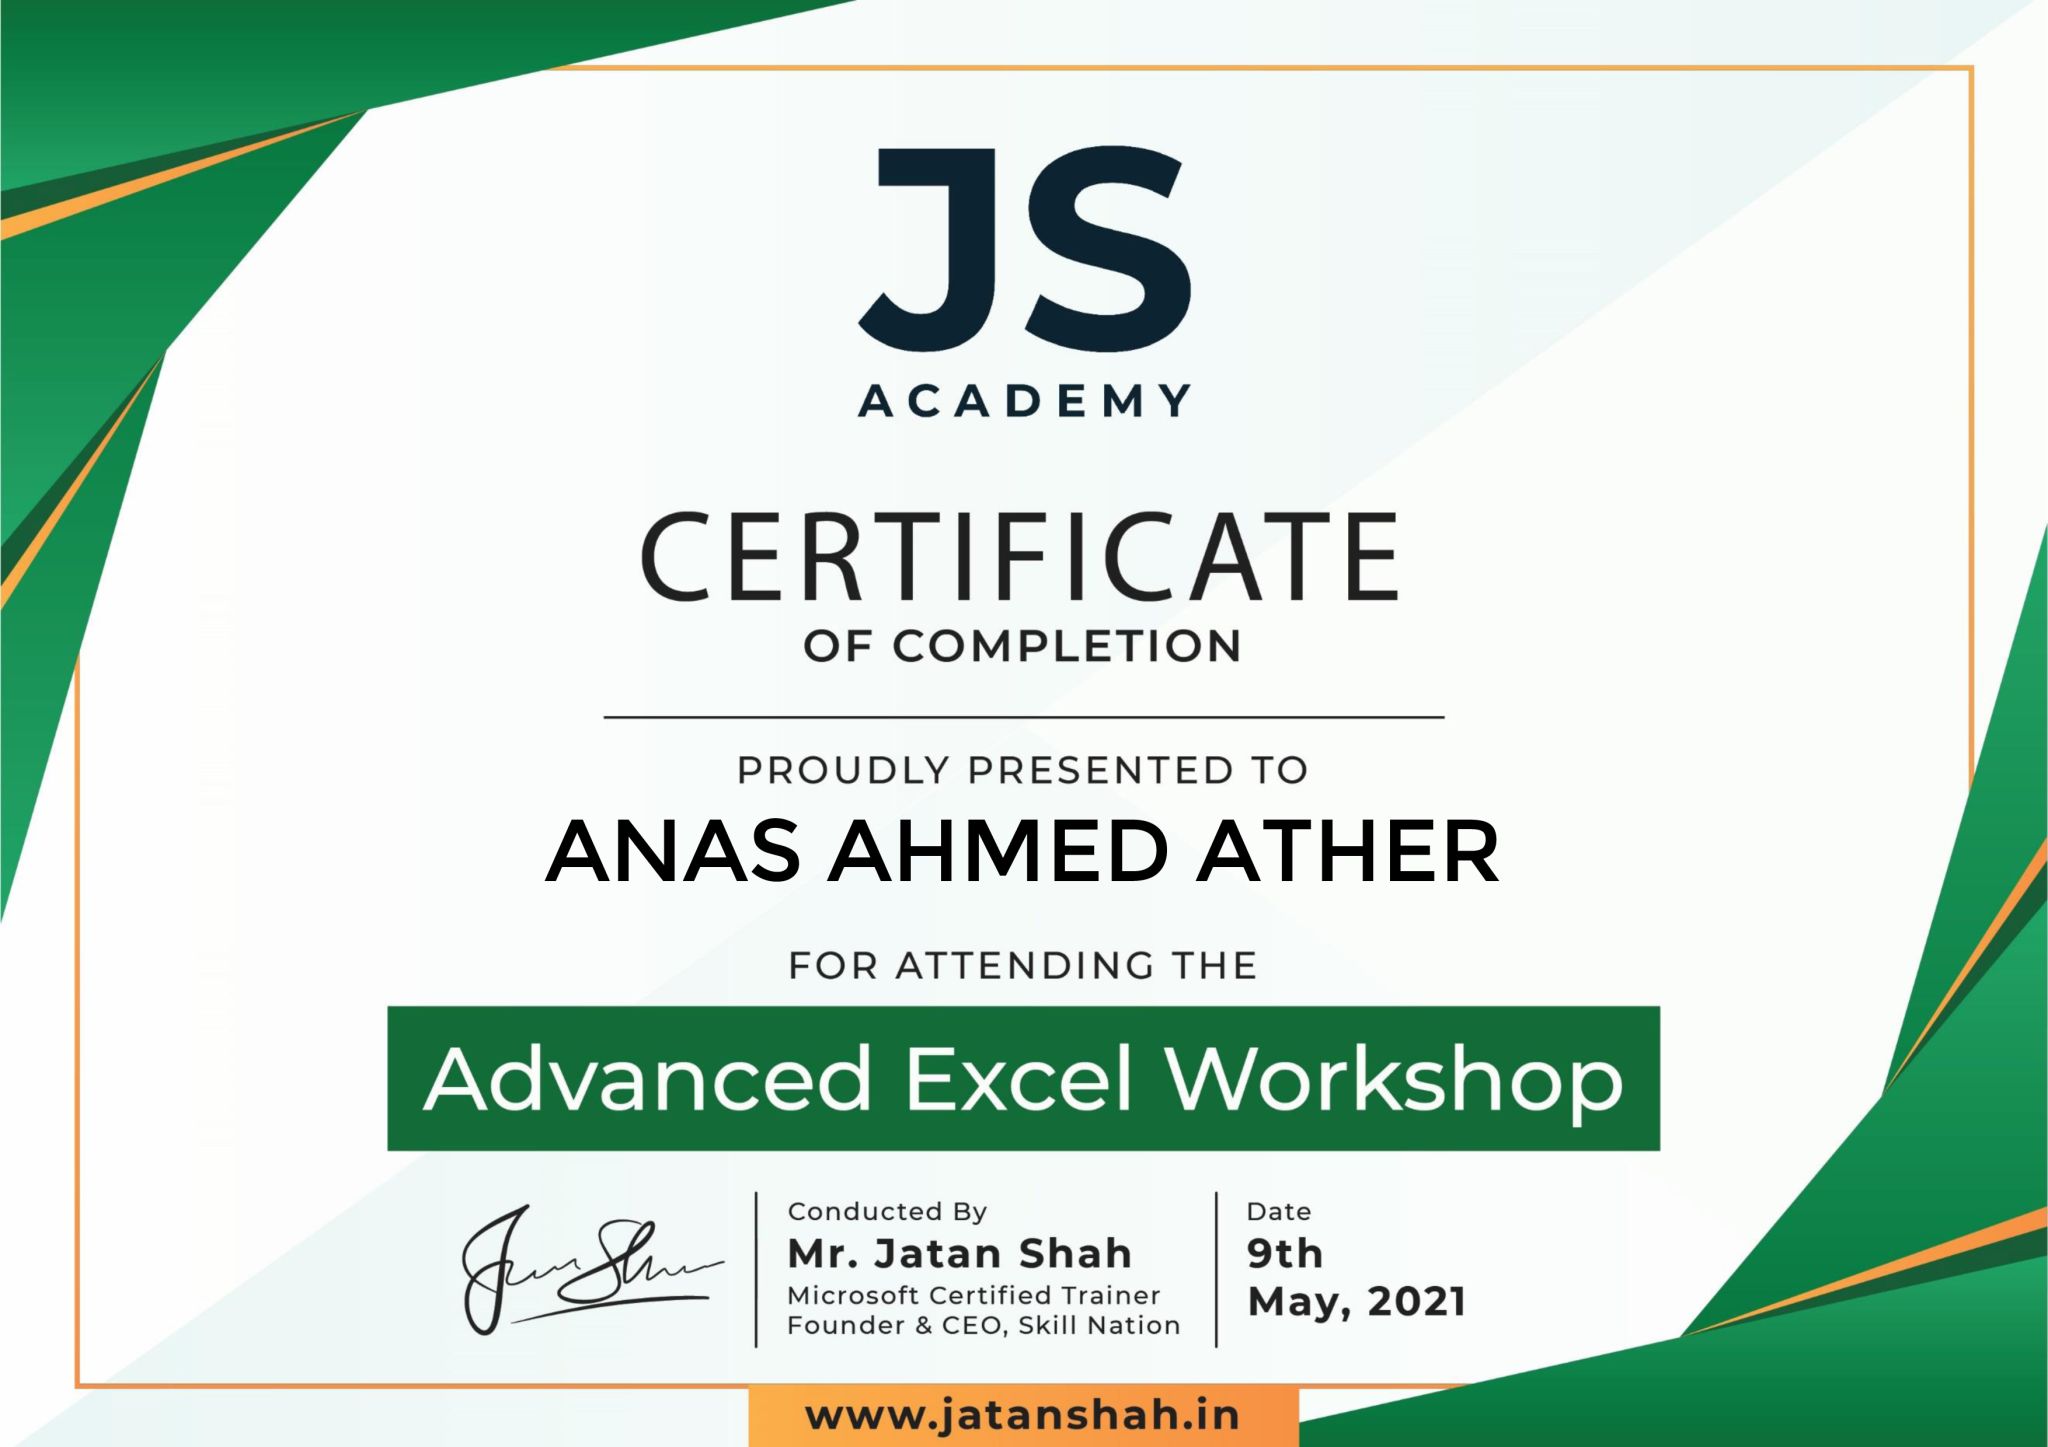 JS
ACADEMY
CERTIFICATE
OF COMPLETION
PROUDLY PRESENTED TO
ANAS AHMED ATHER
FOR ATTENDING THE
Advanced Excel Workshop
Conducted By
Mr. Jatan Shah
Microsoft Certified Trainer
Founder & CEO, Skill Nation
Date
9th
May, 2021
www.jatanshah.in